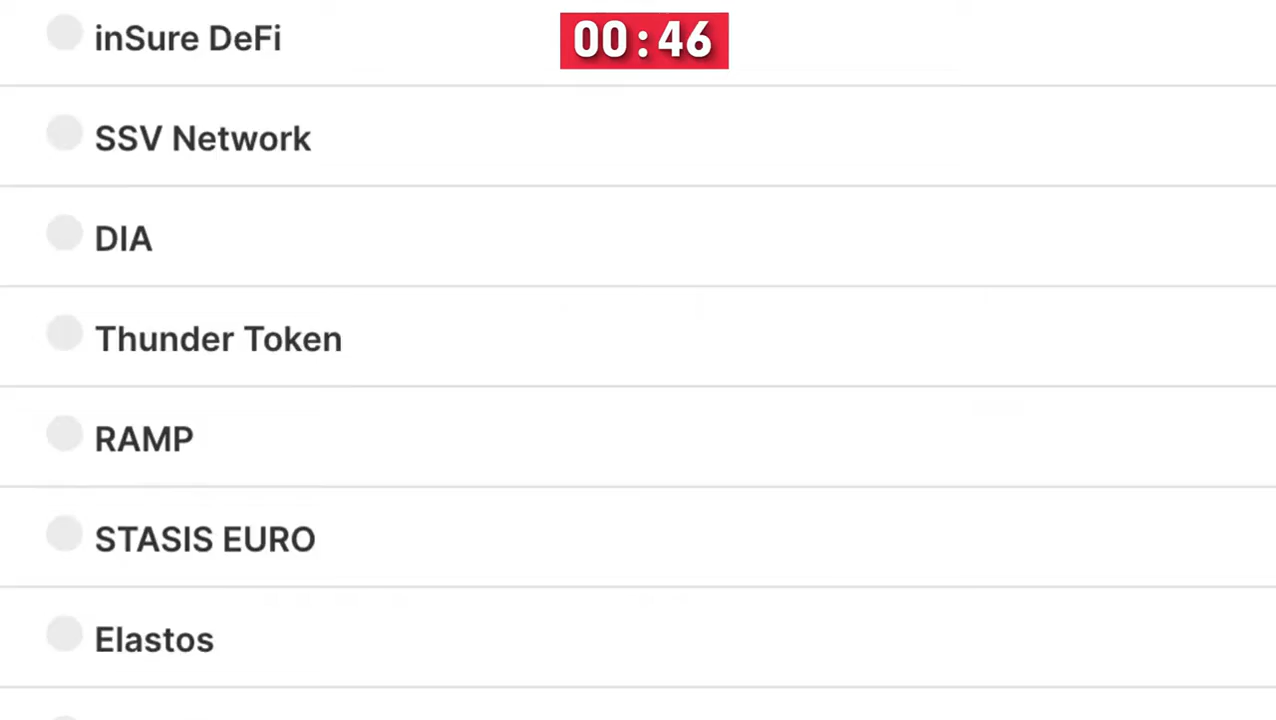 inSure DeFi
00:46
SSV Network
DIA
Thunder Token
RAMP
STASIS EURO
Elastos